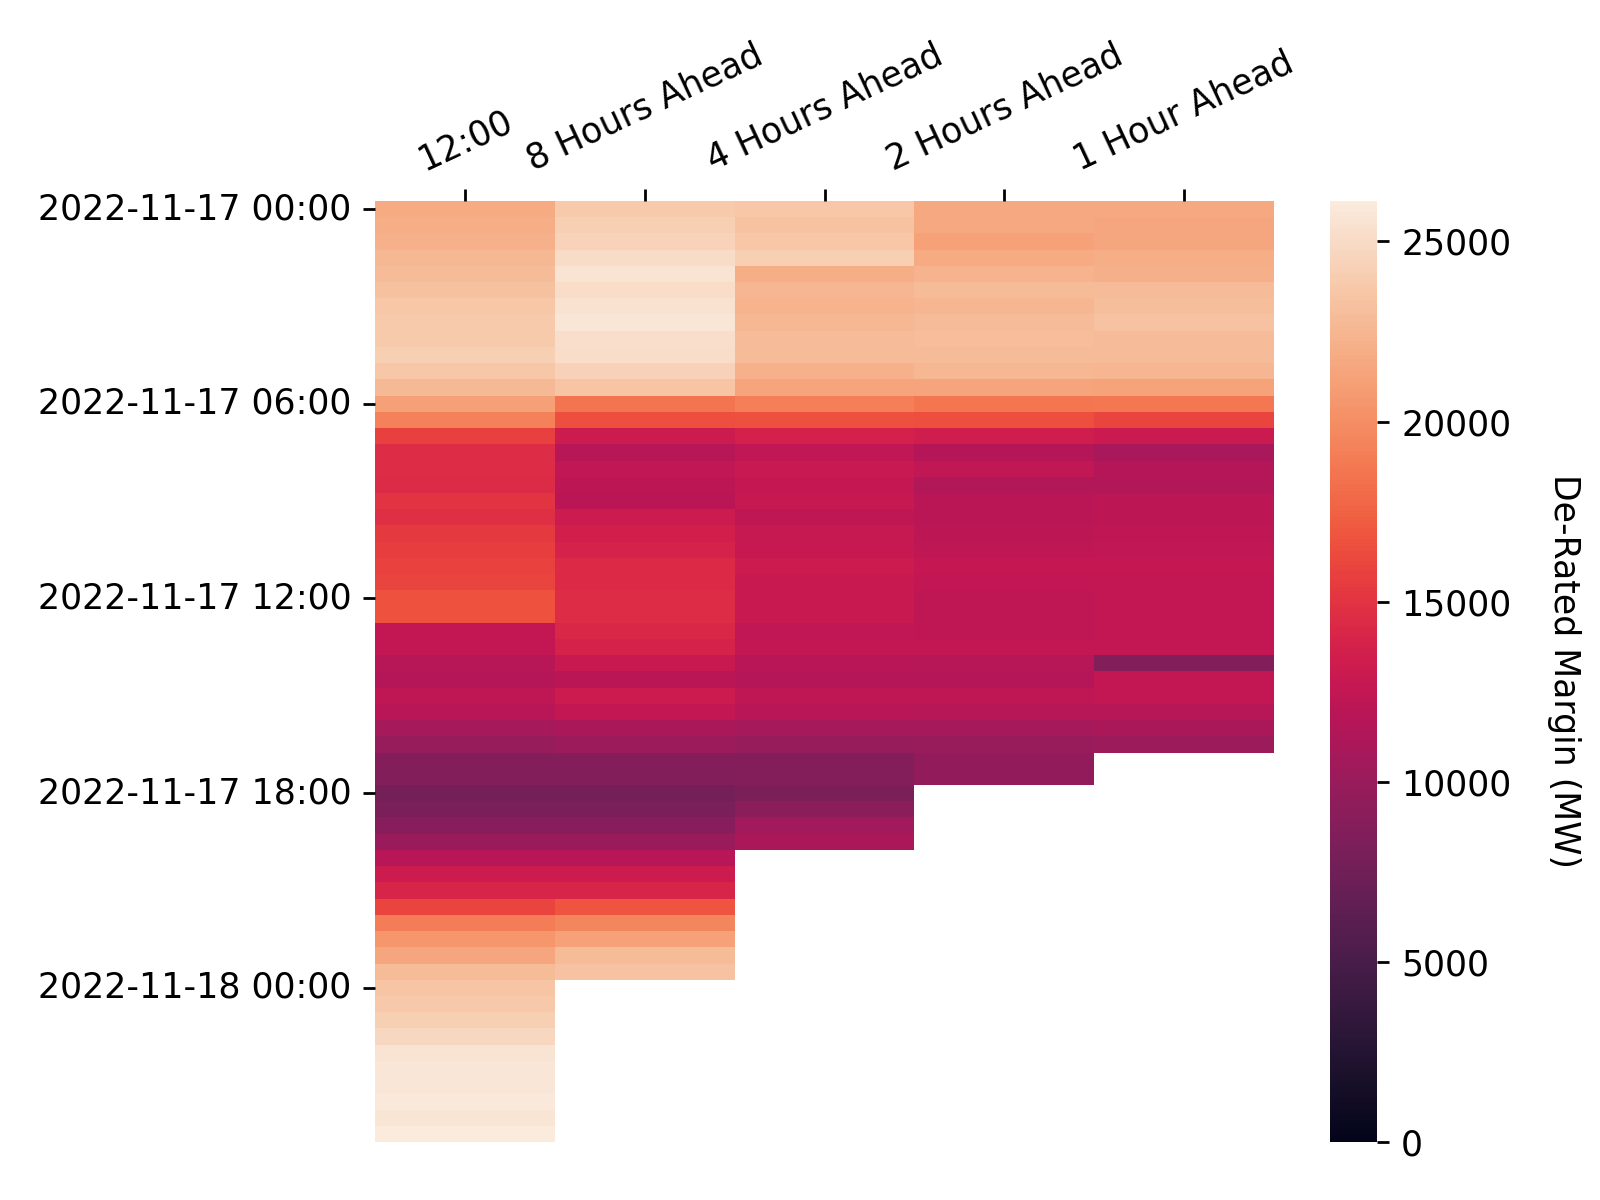 12:00
8 Hours Ahead
4 Hours Ahead
2 Hours Ahead
1 Hour Ahead
2022-11-17 00:00
2022-11-17 06:00
2022-11-17 12:00
2022-11-17 18:00
2022-11-18 00:00
25000
20000
15000
10000
5000
0
De-Rated Margin (MW)